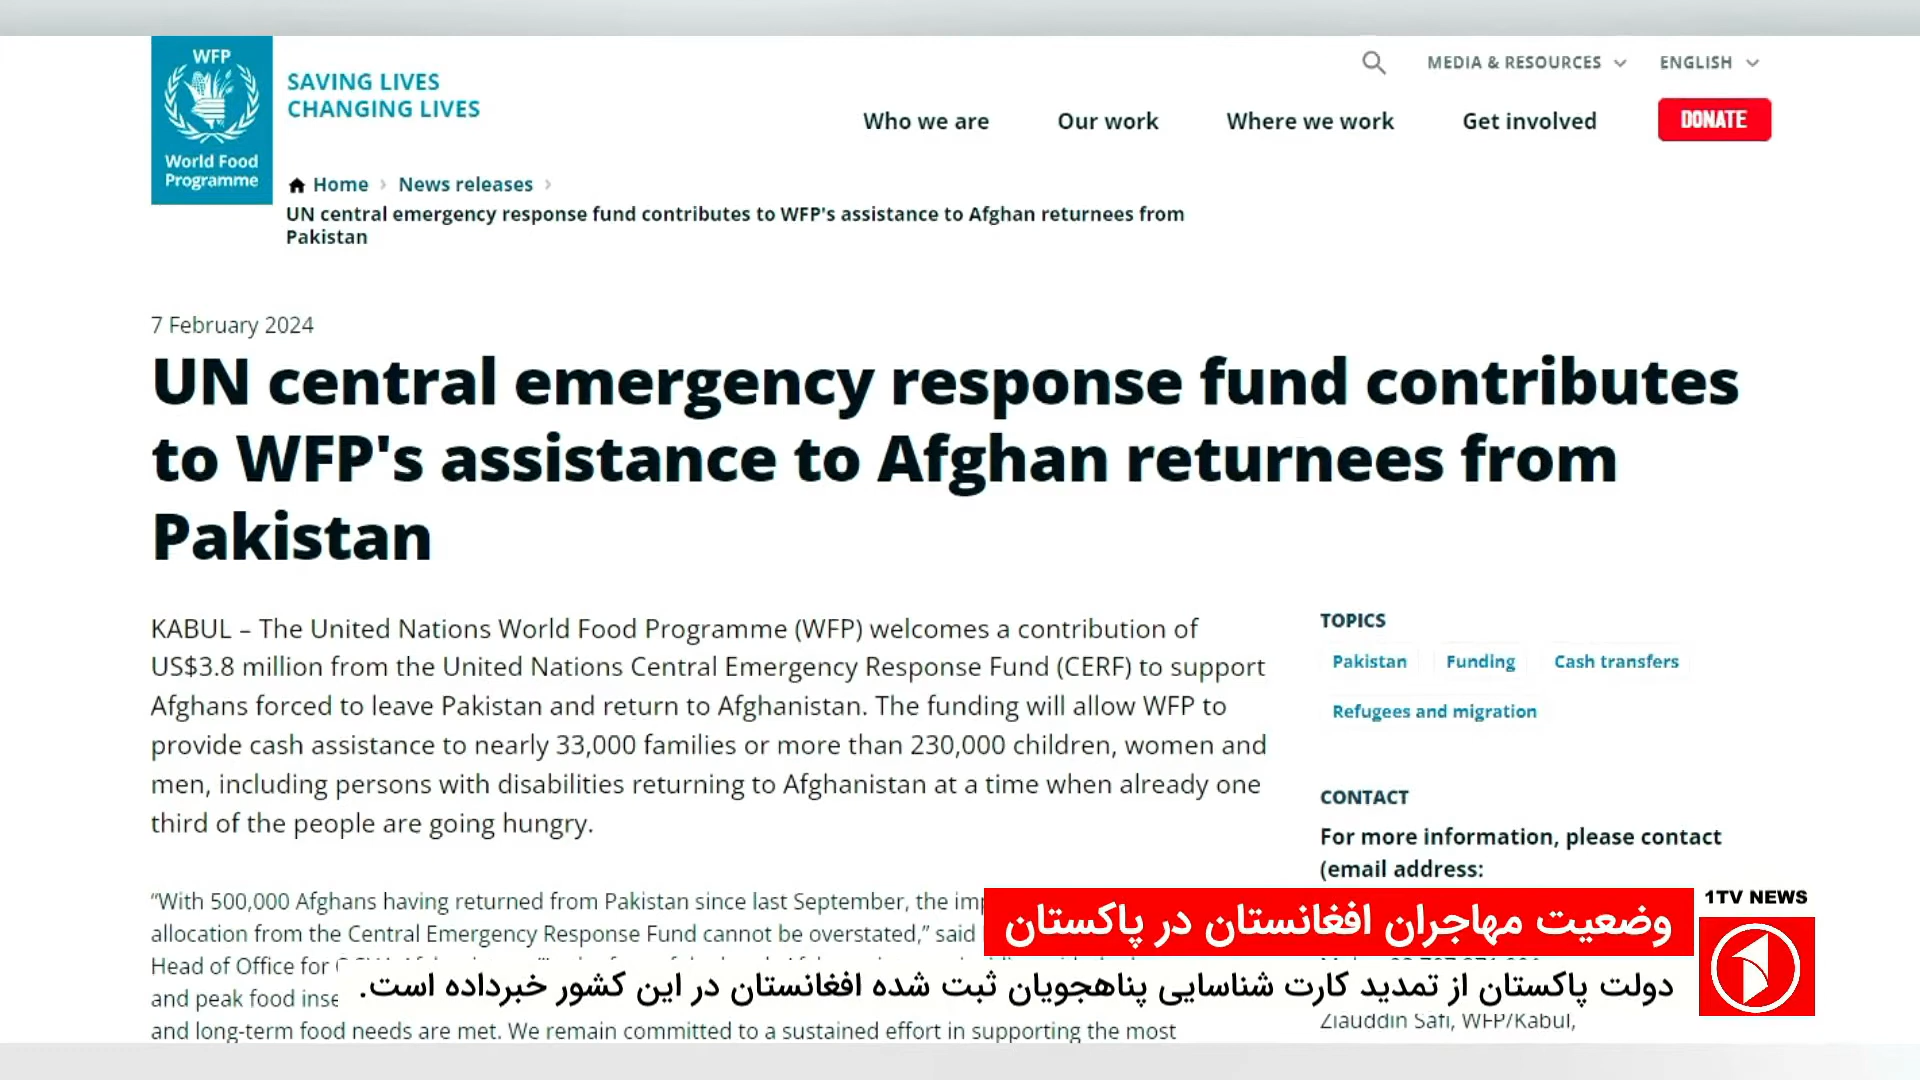 WFP
World Food
Programme
SAVING LIVES
CHANGING LIVES
MEDIA & RESOURCES
ENGLISH
Who we are
Our work
Where we work
Get involved
DONATE
Home > News releases >
UN central emergency response fund contributes to WFP's assistance to Afghan returnees from
Pakistan
7 February 2024
UN central emergency response fund contributes
to WFP's assistance to Afghan returnees from
Pakistan
KABUL – The United Nations World Food Programme (WFP) welcomes a contribution of
US$3.8 million from the United Nations Central Emergency Response Fund (CERF) to support
Afghans forced to leave Pakistan and return to Afghanistan. The funding will allow WFP to
provide cash assistance to nearly 33,000 families or more than 230,000 children, women and
men, including persons with disabilities returning to Afghanistan at a time when already one
third of the people are going hungry.
“With 500,000 Afghans having returned from Pakistan since last September, the
allocation from the Central Emergency Response Fund cannot be overstated,” said
Head of Office for
and peak food
and long-term food needs are met. We remain committed to a sustained effort in supporting the most
TOPICS
Pakistan
Funding
Cash transfers
Refugees and migration
CONTACT
For more information, please contact
(email address:
Ziauddin Safi, WFP/Kabul,
وضعیت مهاجران افغانستان در پاکستان
دولت پاکستان از تمدید کارت شناسایی پناهجویان ثبت شده افغانستان در این کشور خبرداده است.
1TV NEWS